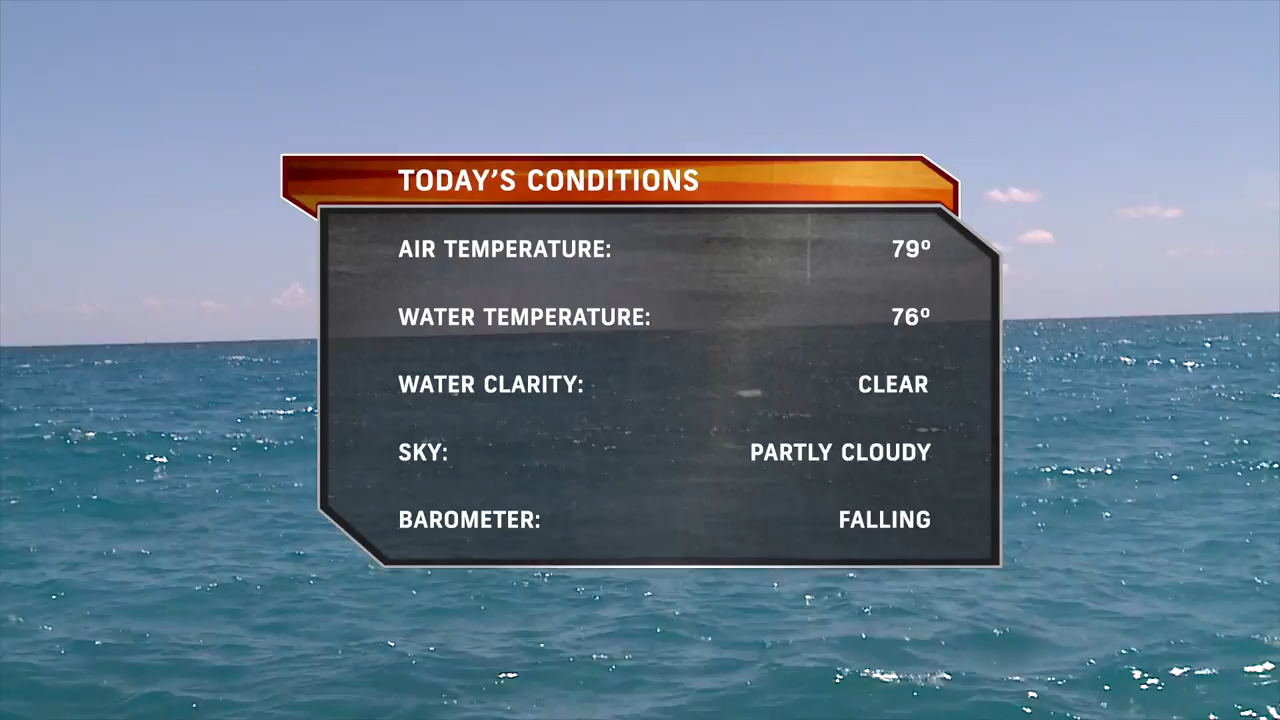 TODAY'S CONDITIONS
AIR TEMPERATURE: 79º
WATER TEMPERATURE: 76º
WATER CLARITY: CLEAR
SKY: PARTLY CLOUDY
BAROMETER: FALLING